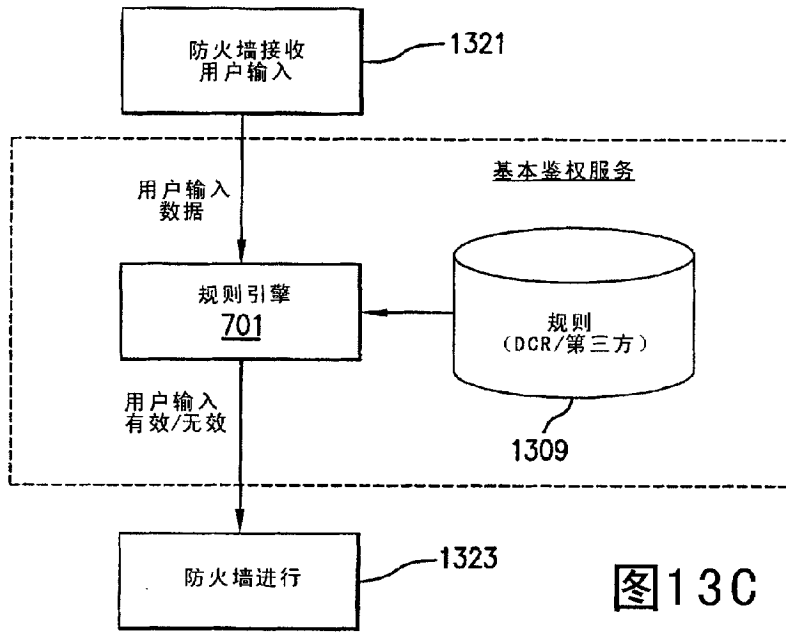 防火墙接收
用户输入
1321
基本鉴权服务
用户输入
数据
规则引擎
701
规则
(DCR/第三方)
1309
用户输入
有效/无效
防火墙进行
1323
图13C